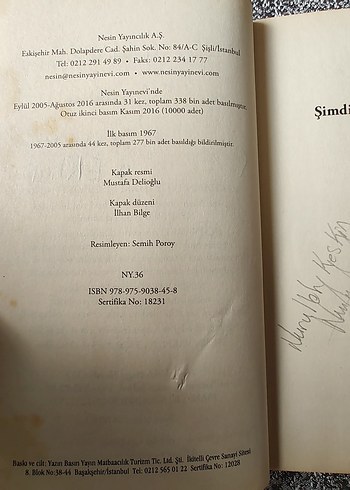 Nesin Yayıncılık A.Ş.
Eskişehir Mah. Dolapdere Cad. Şahin Sok. No: 84/A-C Şişli/İstanbul
Tel: 0212 291 49 89 • Faks: 0212 234 17 77
nesin@nesinyayinevi.com • www.nesinyayinevi.com
Nesin Yayınevi'nde
Eylül 2005-Ağustos 2016 arasında 31 kez, toplam 338 bin adet basılmıştır.
Otuz ikinci basım Kasım 2016 (10000 adet)
İlk basım 1967
1967-2005 arasında 44 kez, toplam 277 bin adet basıldığı bildirilmiştir.
Kapak resmi
Mustafa Delioğlu
Kapak düzeni
İlhan Bilge
Resimleyen: Semih Poroy
NY.36
ISBN 978-975-9038-45-8
Sertifika No: 18231
Baskı ve cilt: Yazın Basın Yayın Matbaacılık Turizm Tic. Ltd. Şti. İkitelli Çevre Sanayi Sitesi
8. Blok No:38-44 Başakşehir/İstanbul Tel: 0212 565 01 22 Sertifika No: 12028
Şimdi
Keskin